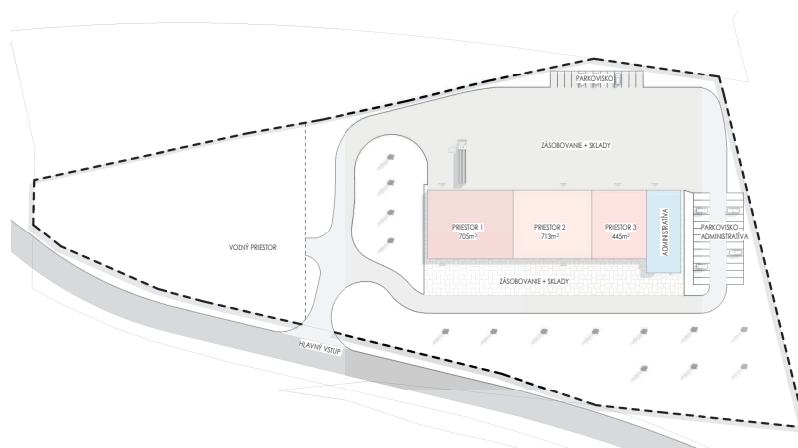 PARKOVISKO
ZÁSOBOVANIE + SKLADY
PRIESTOR 1
705m²
PRIESTOR 2
713m²
PRIESTOR 3
445m²
ADMINISTRATÍVA
PARKOVISKO
ADMINISTRATÍVA
VOĽNÝ PRIESTOR
ZÁSOBOVANIE + SKLADY
HLAVNÝ VSTUP